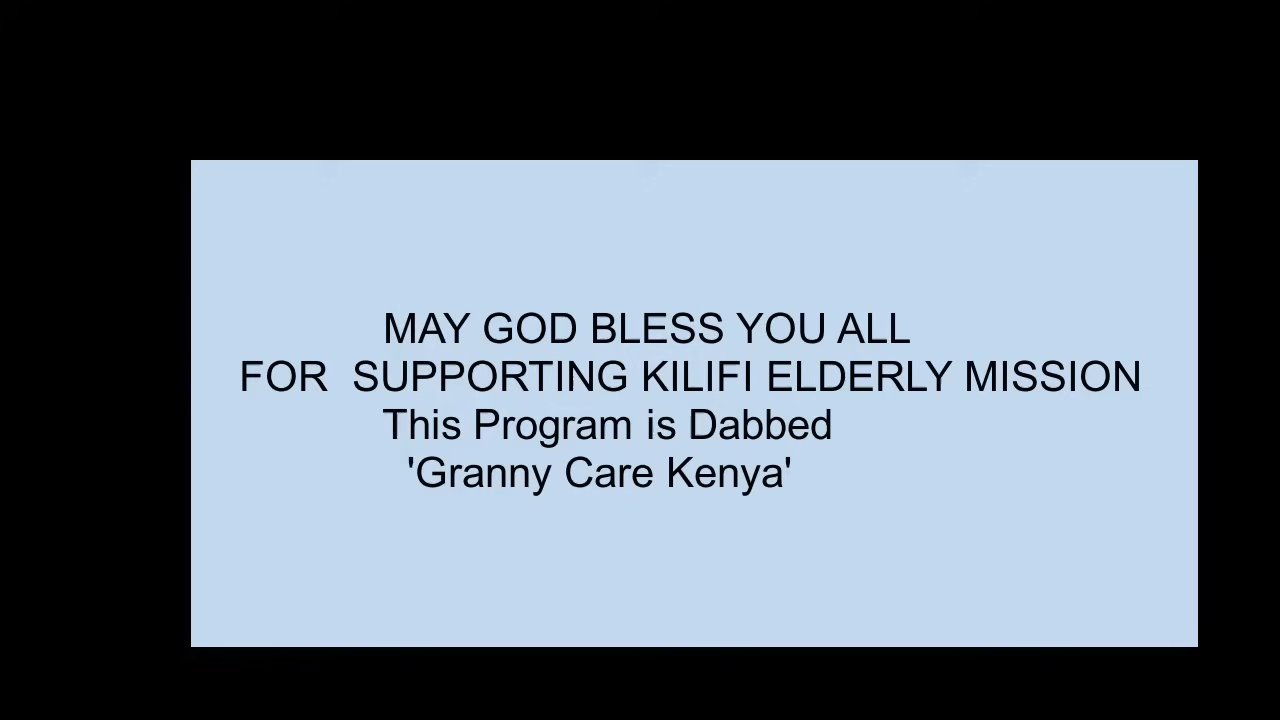 MAY GOD BLESS YOU ALL
FOR  SUPPORTING KILIFI ELDERLY MISSION
This Program is Dabbed
'Granny Care Kenya'